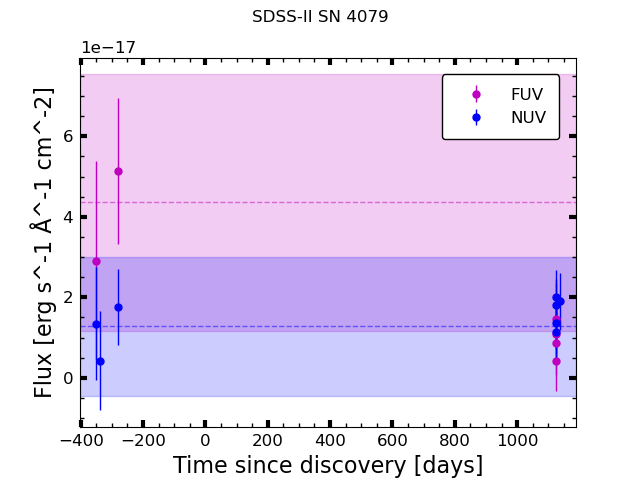 SDSS-II SN 4079
1e−17
FUV
NUV
6
4
2
0
Flux [erg s^-1 Å^-1 cm^-2]
−400 −200 0 200 400 600 800 1000
Time since discovery [days]